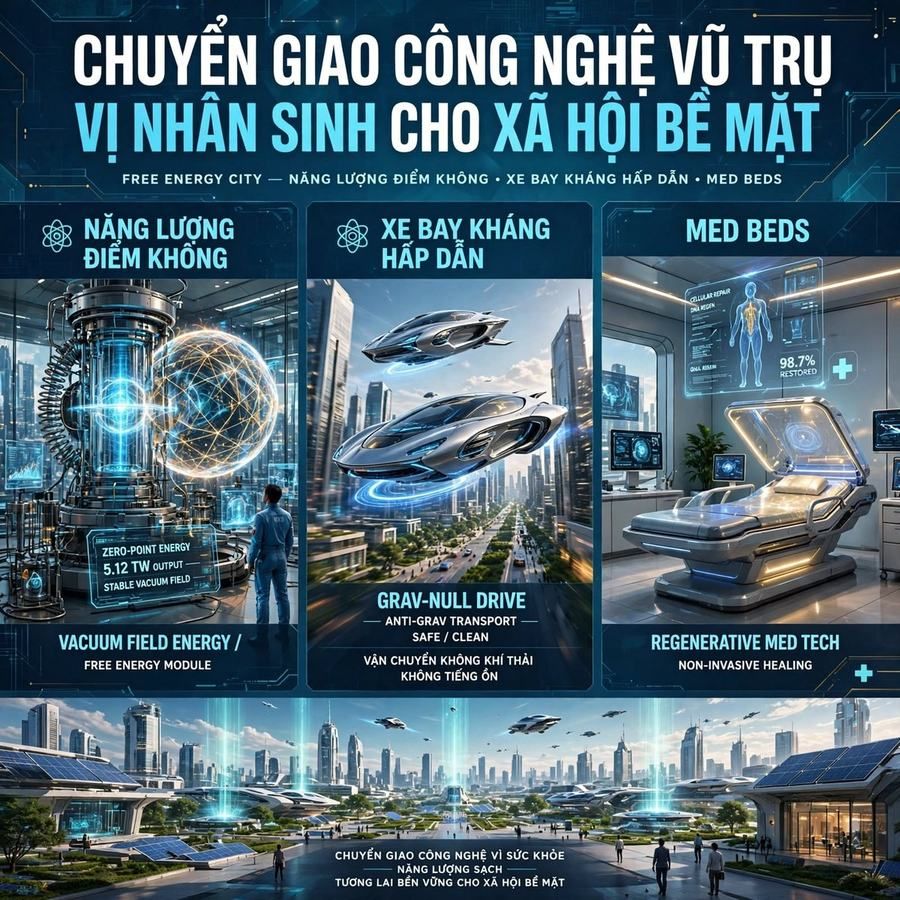 CHUYỂN GIAO CÔNG NGHỆ VŨ TRỤ
VỊ NHÂN SINH CHO XÃ HỘI BỀ MẶT
FREE ENERGY CITY — NĂNG LƯỢNG ĐIỂM KHÔNG • XE BAY KHÁNG HẤP DẪN • MED BEDS
NĂNG LƯỢNG
ĐIỂM KHÔNG
ZERO-POINT ENERGY
5.12 TW OUTPUT
STABLE VACUUM FIELD
VACUUM FIELD ENERGY /
FREE ENERGY MODULE
XE BAY KHÁNG
HẤP DẪN
GRAV-NULL DRIVE
ANTI-GRAV TRANSPORT
SAFE / CLEAN
VẬN CHUYỂN KHÔNG KHÍ THẢI
KHÔNG TIẾNG ỒN
MED BEDS
CELLULAR REPAIR
DNA REGEN
98.7%
RESTORED
REGENERATIVE MED TECH
NON-INVASIVE HEALING
CHUYỂN GIAO CÔNG NGHỆ VÌ SỨC KHỎE
NĂNG LƯỢNG SẠCH
TƯƠNG LAI BỀN VỮNG CHO XÃ HỘI BỀ MẶT